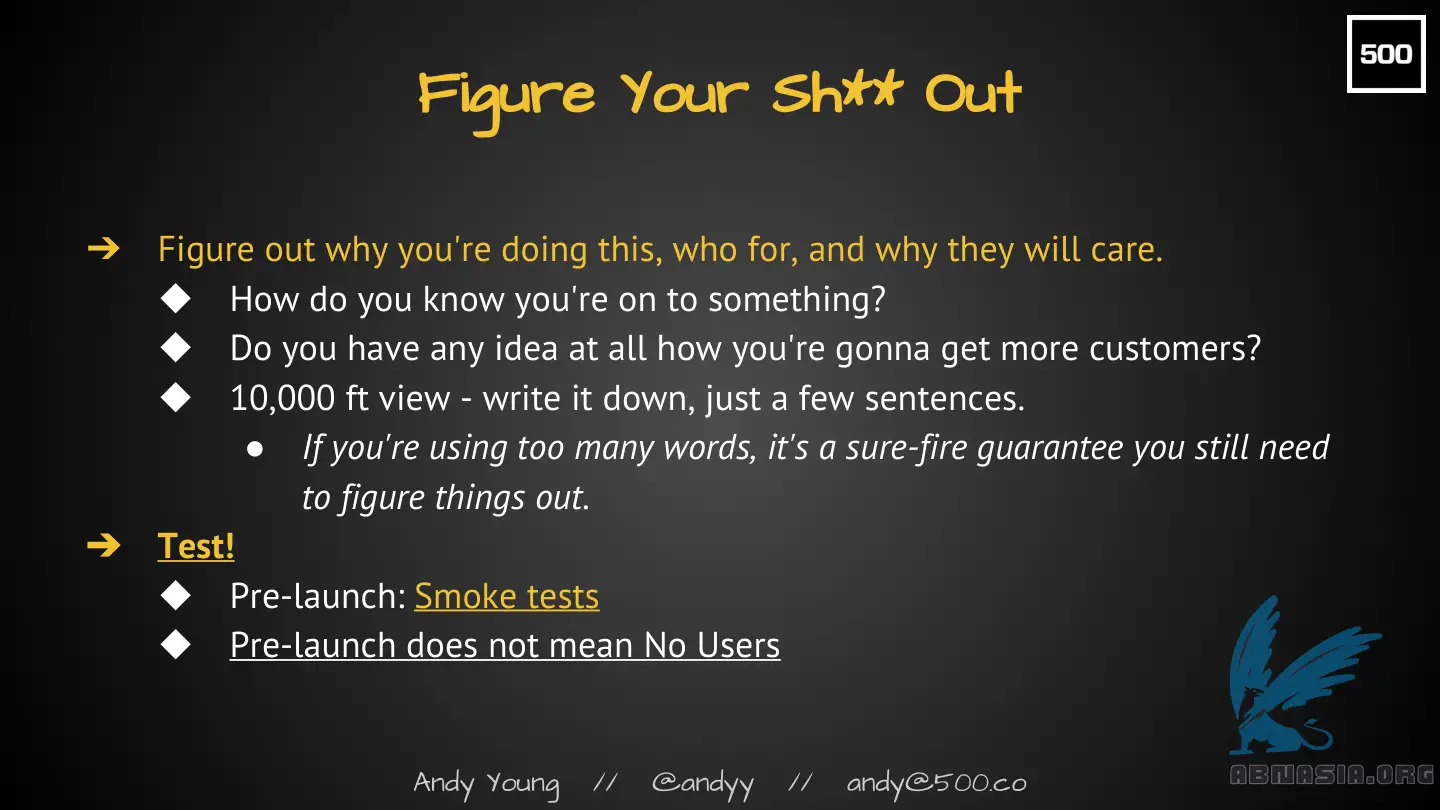 500
Figure Your Sh** Out
➔ Figure out why you're doing this, who for, and why they will care.
◆ How do you know you're on to something?
◆ Do you have any idea at all how you're gonna get more customers?
◆ 10,000 ft view - write it down, just a few sentences.
● If you're using too many words, it's a sure-fire guarantee you still need
to figure things out.
➔ Test!
◆ Pre-launch: Smoke tests
◆ Pre-launch does not mean No Users
Andy Young // @andyy // andy@500.co
ABNASIA.ORG